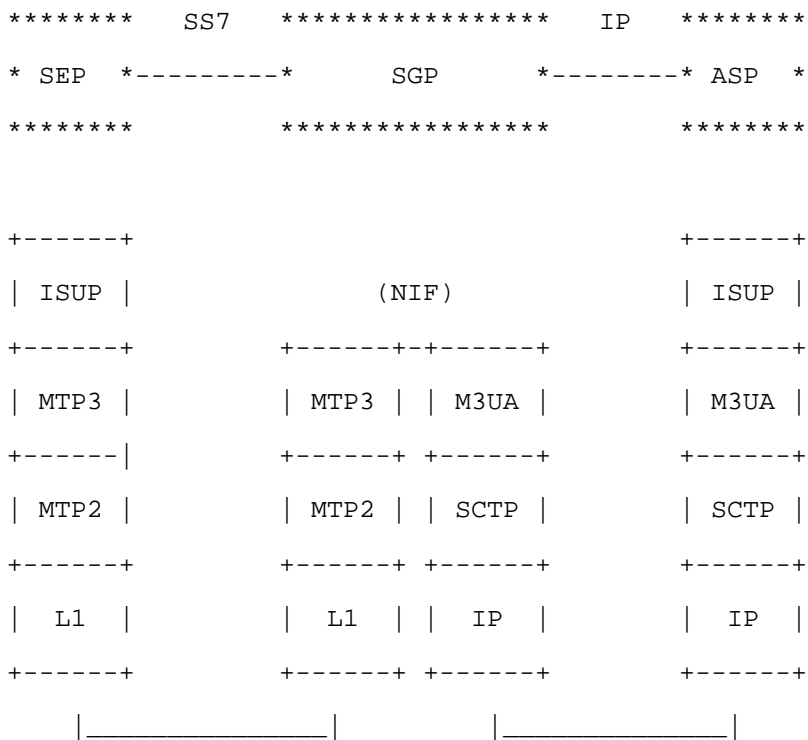 ********   SS7   *****************   IP   ********
* SEP  *---------*      SGP        *--------* ASP  *
********         *****************        ********
+------+                                  +------+
| ISUP |              (NIF)               | ISUP |
+------+         +------+-+------+        +------+
| MTP3 |         | MTP3 | | M3UA |        | M3UA |
+------|         +------+ +------+        +------+
| MTP2 |         | MTP2 | | SCTP |        | SCTP |
+------+         +------+ +------+        +------+
|  L1  |         |  L1  | |  IP  |        |  IP  |
+------+         +------+ +------+        +------+
    |_______________|         |______________|